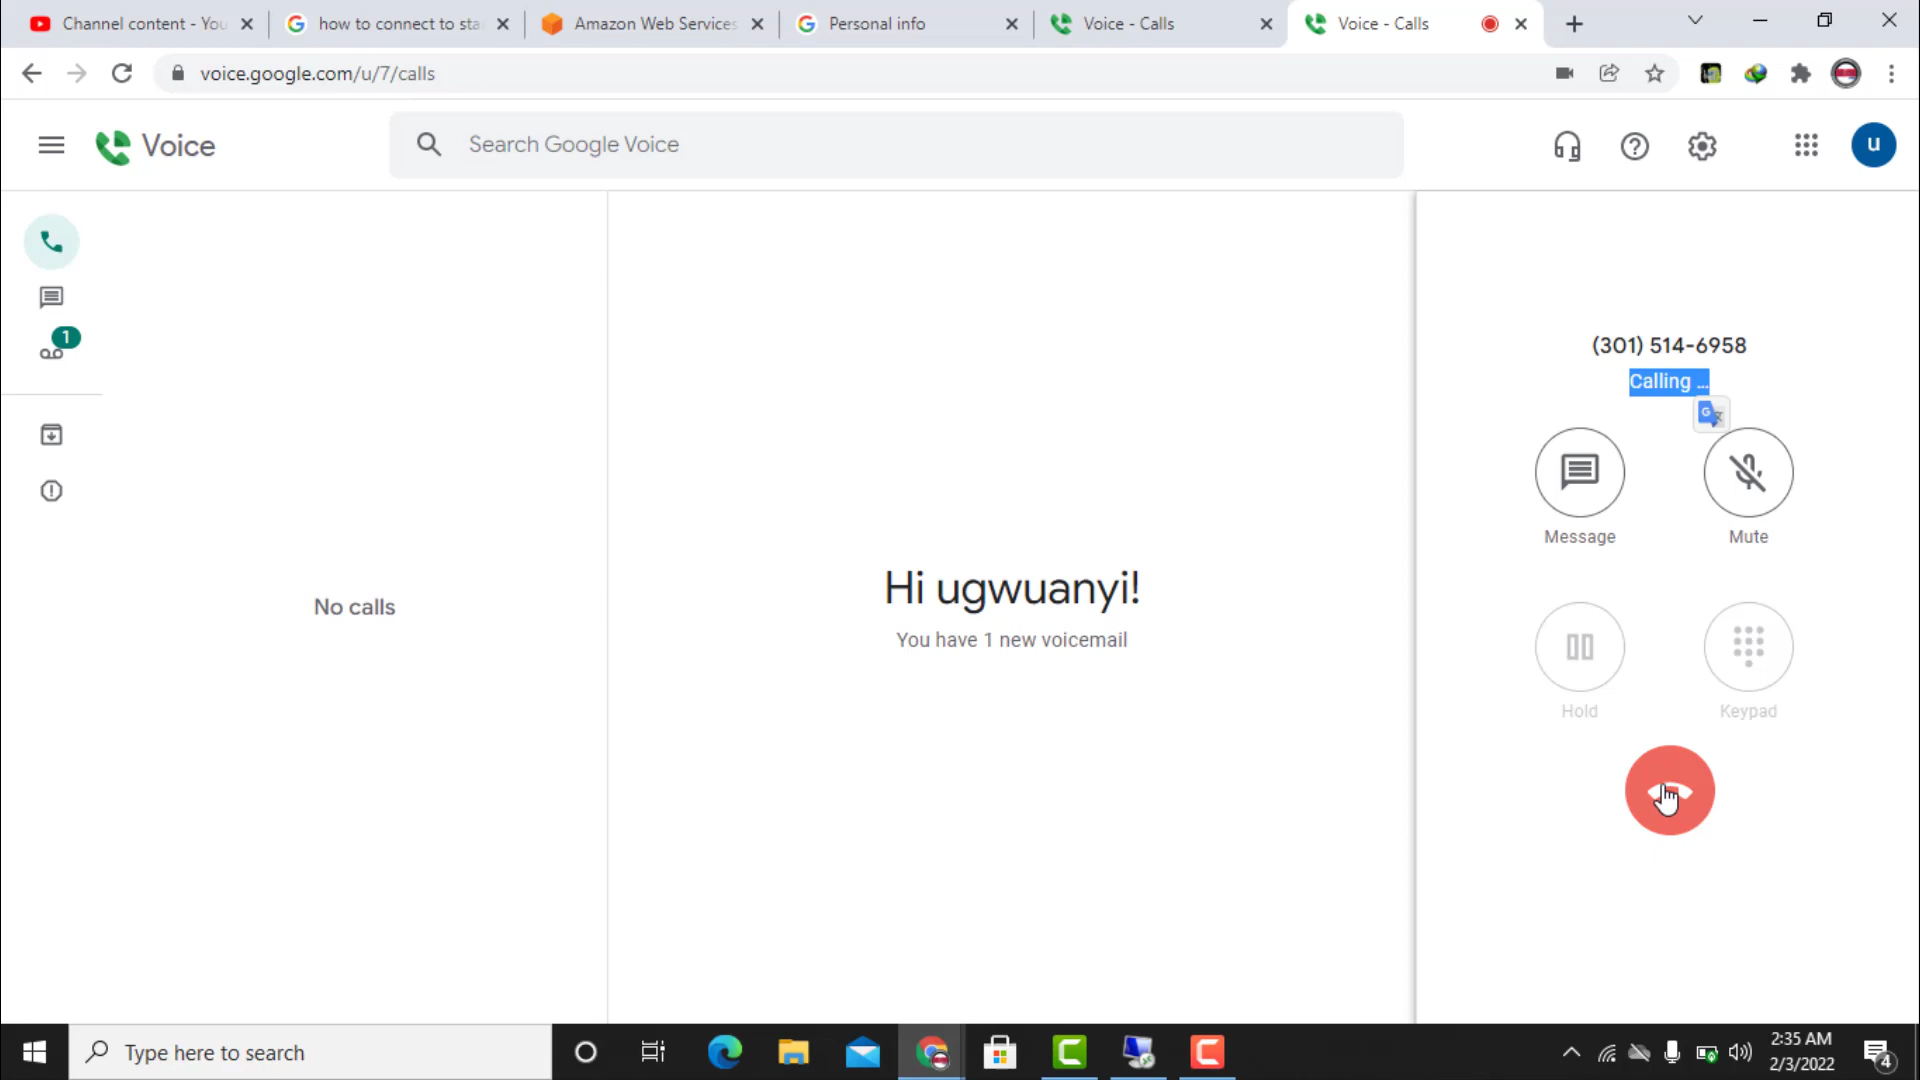 Channel content - You
how to connect to sta
Amazon Web Services
Personal info
Voice - Calls
Voice - Calls
voice.google.com/u/7/calls
Voice
Search Google Voice
u
1
(301) 514-6958
Calling ...
Message
Mute
No calls
Hi ugwuanyi!
You have 1 new voicemail
Hold
Keypad
Type here to search
2:35 AM
2/3/2022
4